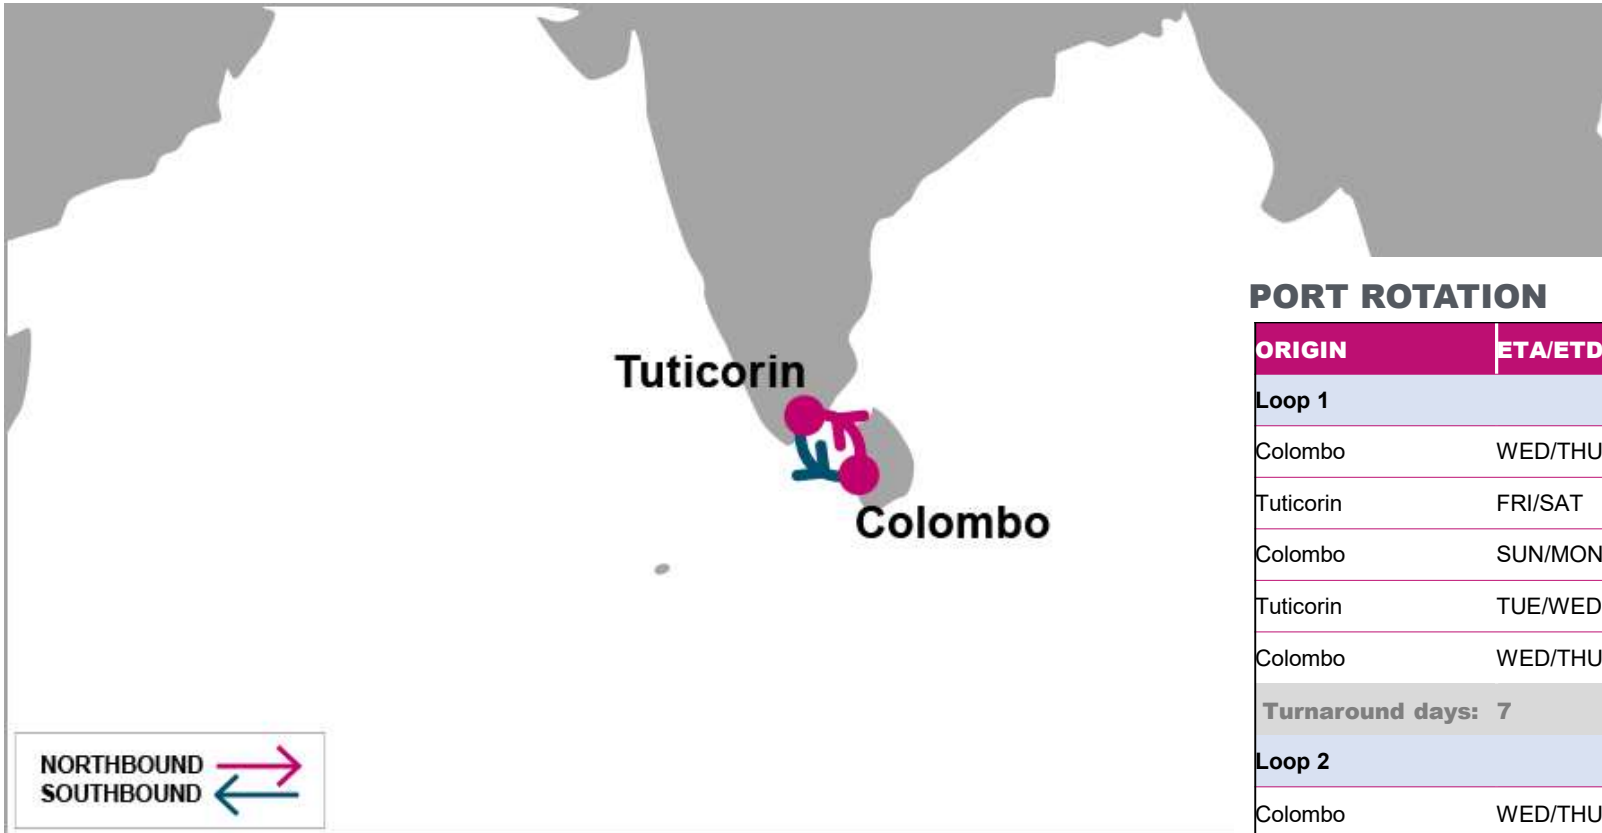 Tuticorin
Colombo
NORTHBOUND
SOUTHBOUND
PORT ROTATION
ORIGIN ETA/ETD
Loop 1
Colombo WED/THU
Tuticorin FRI/SAT
Colombo SUN/MON
Tuticorin TUE/WED
Colombo WED/THU
Turnaround days: 7
Loop 2
Colombo WED/THU